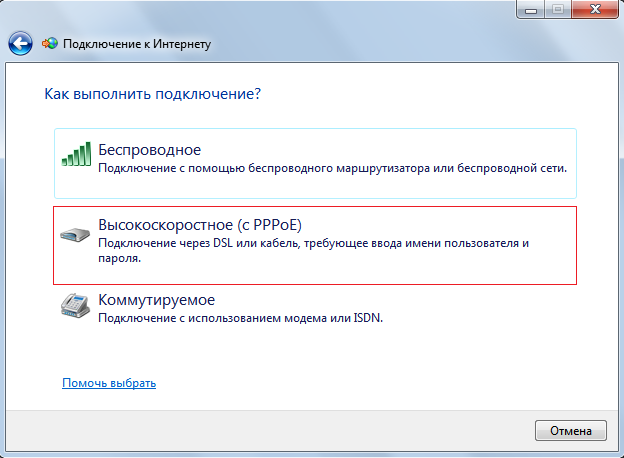 Подключение к Интернету
Как выполнить подключение?
Беспроводное
Подключение с помощью беспроводного маршрутизатора или беспроводной сети.
Высокоскоростное (с PPPoE)
Подключение через DSL или кабель, требующее ввода имени пользователя и
пароля.
Коммутируемое
Подключение с использованием модема или ISDN.
Помочь выбрать
Отмена